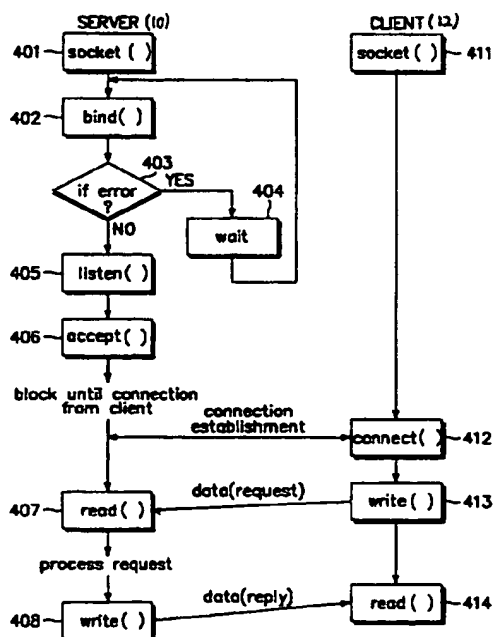 SERVER (10)
CLIENT (12)
401
socket ( )
socket( )
411
402
bind( )
403
if error
?
YES
404
NO
wait
405
listen( )
406
accept( )
block until connection
from client
connection
establishment
connect( )
412
data(request)
407
read( )
write( )
413
process request
data(reply)
408
write( )
read( )
414